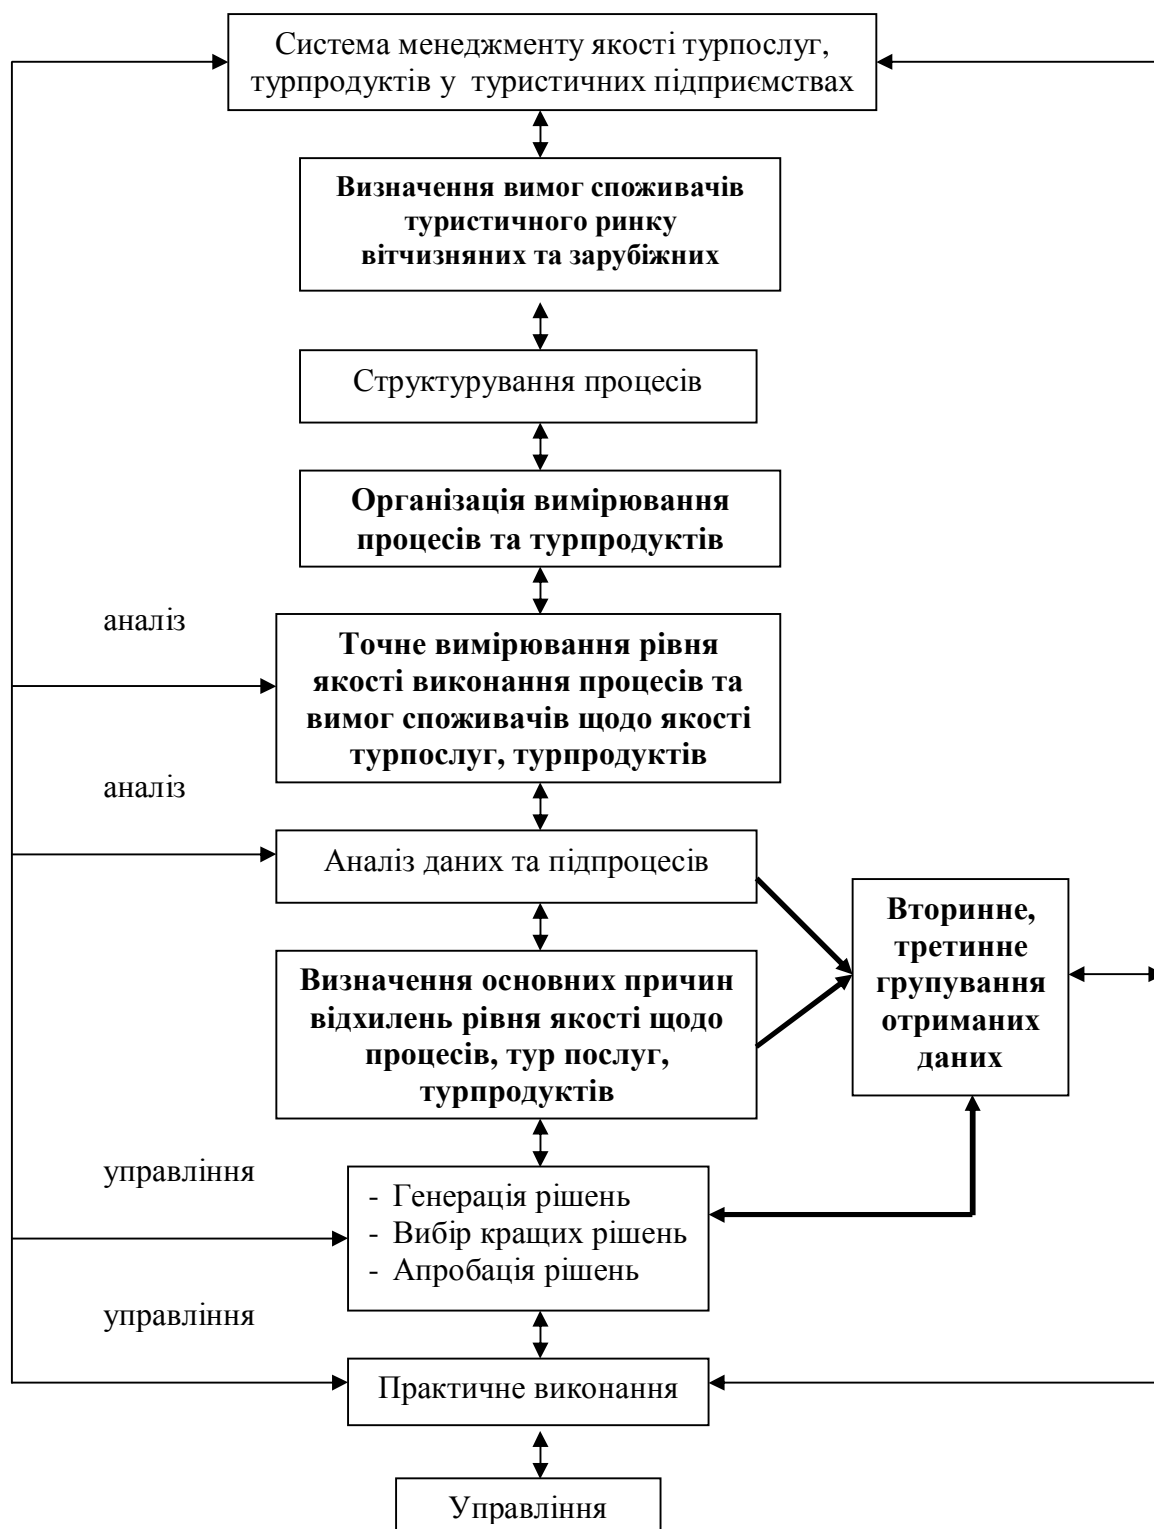 Система менеджменту якості турпослуг,
турпродуктів у туристичних підприємствах
Визначення вимог споживачів
туристичного ринку
вітчизняних та зарубіжних
Структурування процесів
Організація вимірювання
процесів та турпродуктів
аналіз
Точне вимірювання рівня
якості виконання процесів та
вимог споживачів щодо якості
турпослуг, турпродуктів
аналіз
Аналіз даних та підпроцесів
Вторинне,
третинне
групування
отриманих
даних
Визначення основних причин
відхилень рівня якості щодо
процесів, тур послуг,
турпродуктів
управління
- Генерація рішень
- Вибір кращих рішень
- Апробація рішень
управління
Практичне виконання
Управління